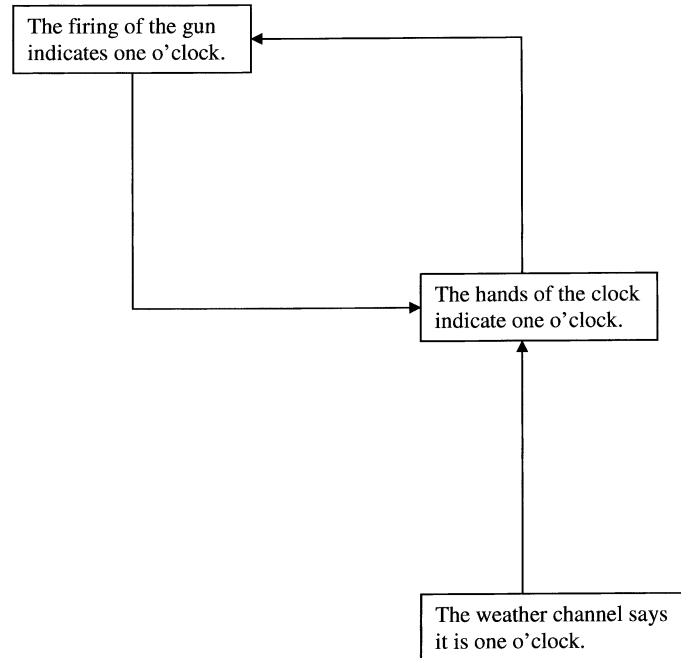 The firing of the gun
indicates one o'clock.
The hands of the clock
indicate one o'clock.
The weather channel says
it is one o'clock.